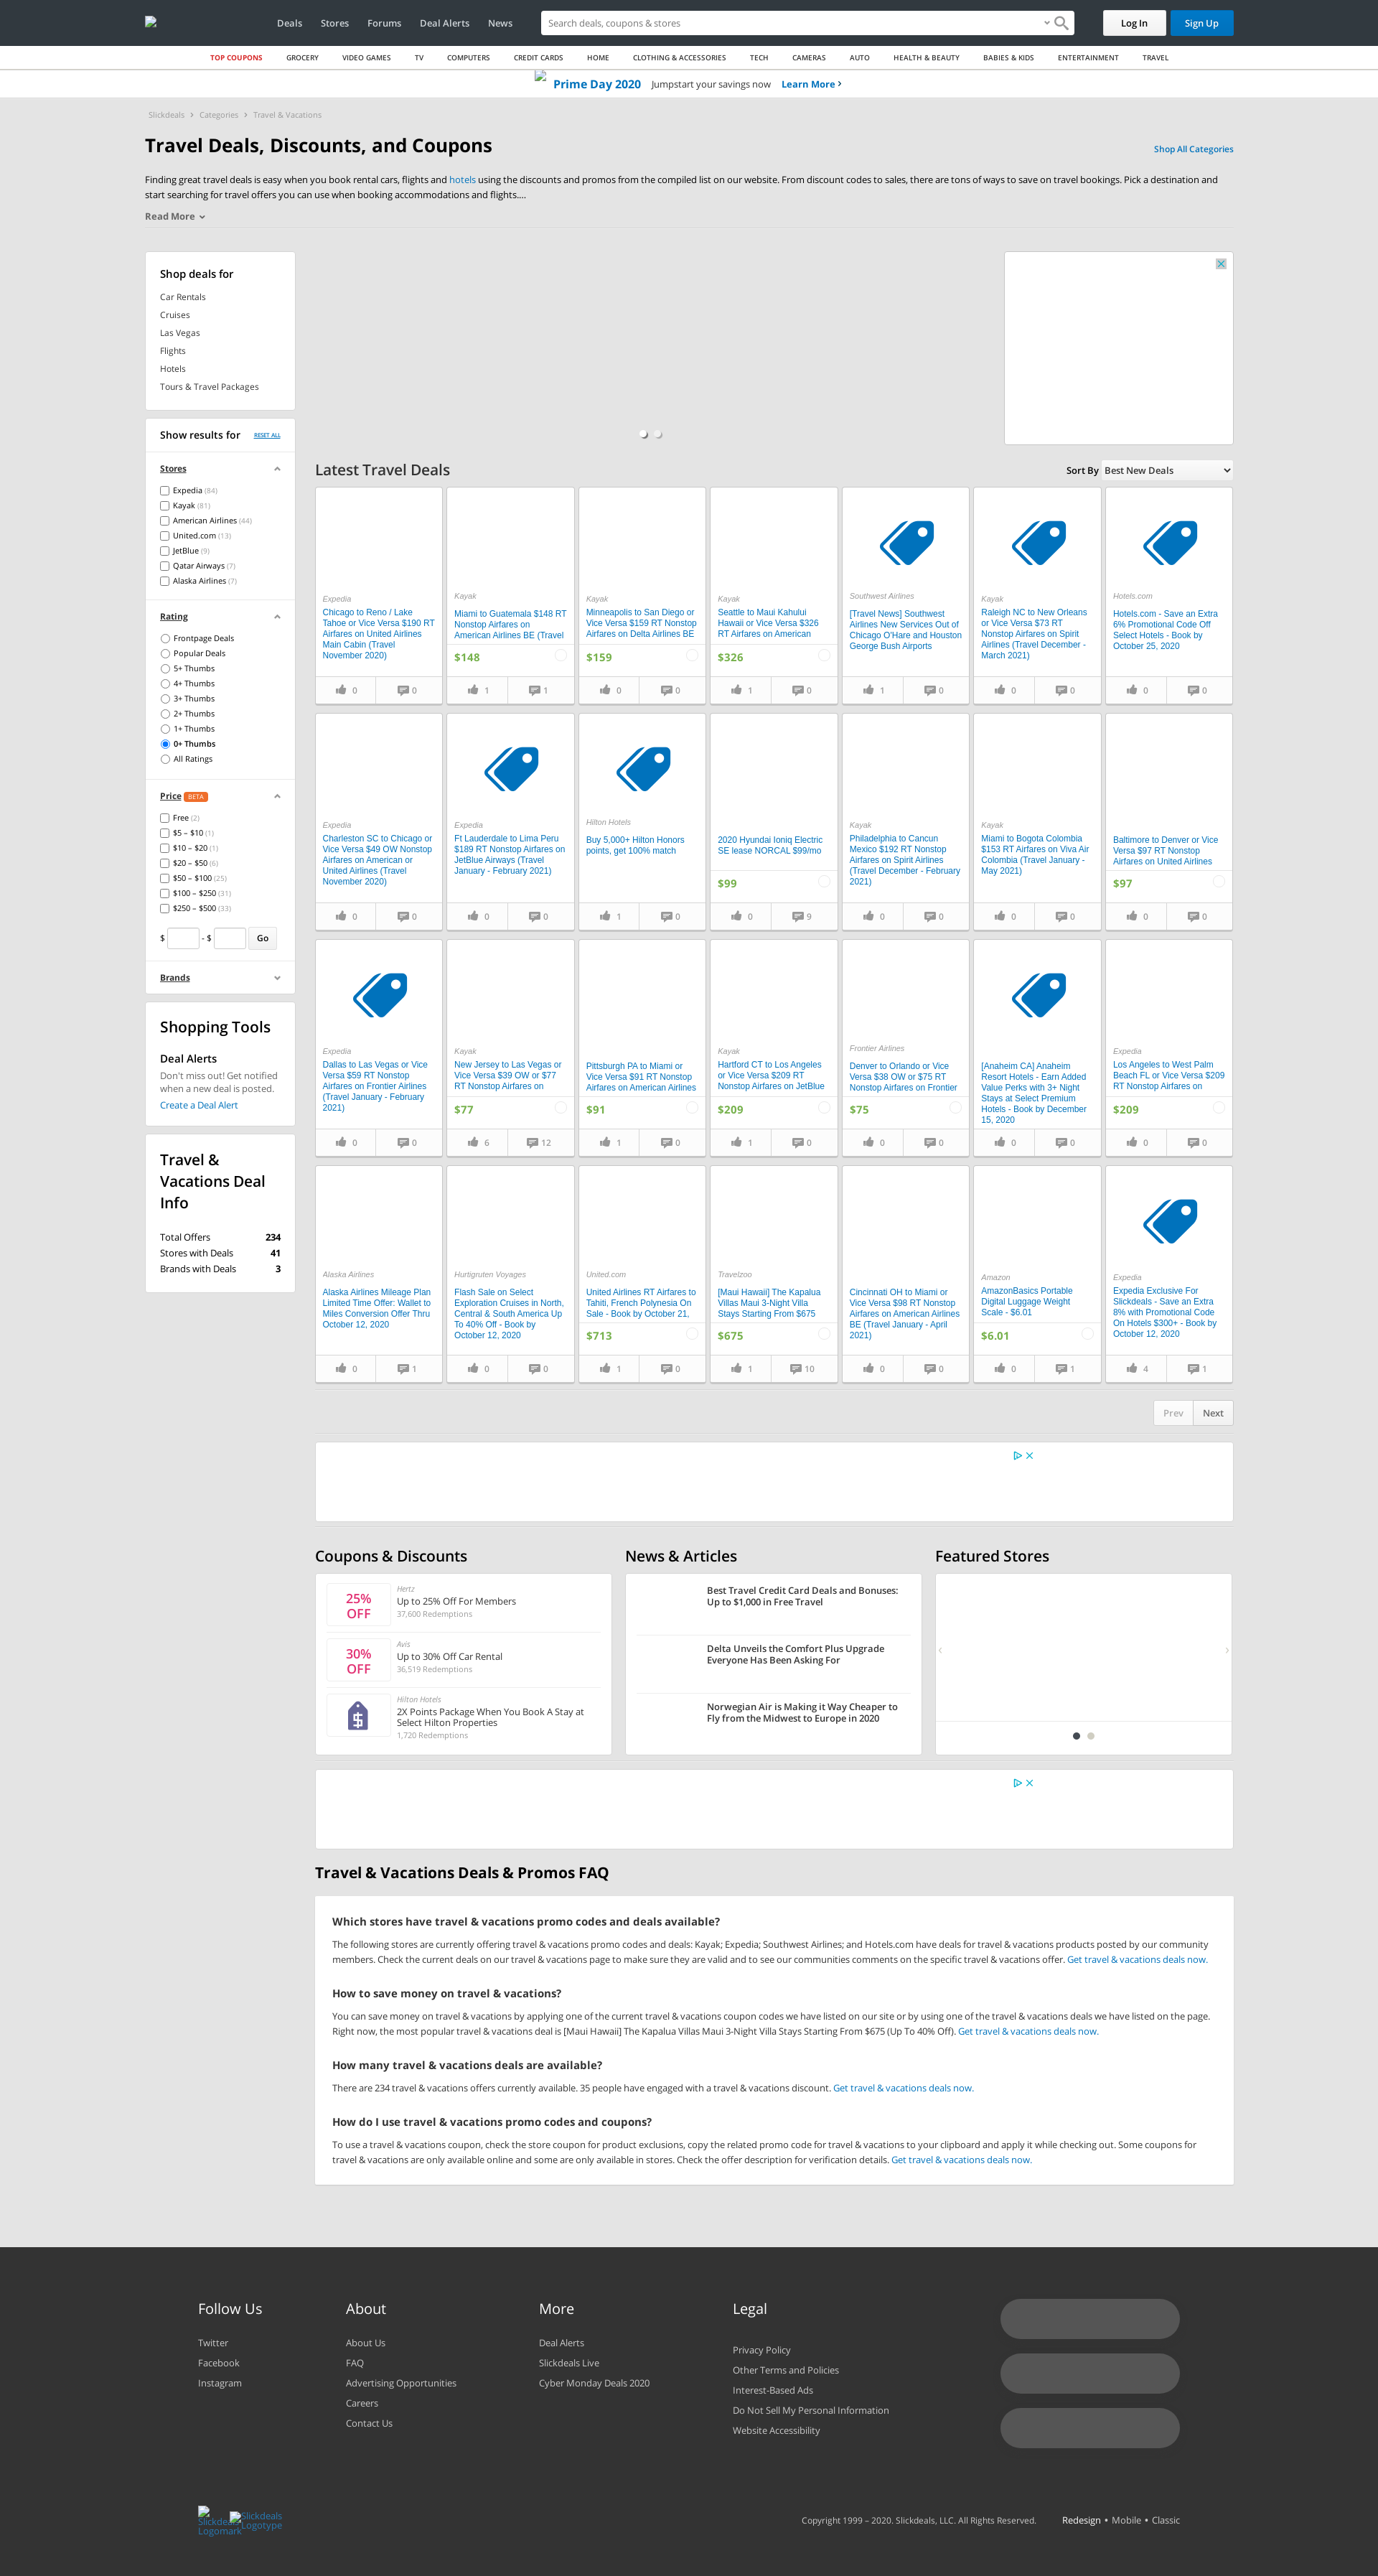 Deals Stores Forums Deal Alerts News Search deals, coupons & stores Log In Sign Up
TOP COUPONS GROCERY VIDEO GAMES TV COMPUTERS CREDIT CARDS HOME CLOTHING & ACCESSORIES TECH CAMERAS AUTO HEALTH & BEAUTY BABIES & KIDS ENTERTAINMENT TRAVEL
Prime Day 2020 Jumpstart your savings now Learn More
Slickdeals Categories Travel & Vacations
Travel Deals, Discounts, and Coupons
Shop All Categories
Finding great travel deals is easy when you book rental cars, flights and hotels using the discounts and promos from the compiled list on our website. From discount codes to sales, there are tons of ways to save on travel bookings. Pick a destination and
start searching for travel offers you can use when booking accommodations and flights....
Read More
Shop deals for
Car Rentals
Cruises
Las Vegas
Flights
Hotels
Tours & Travel Packages
Show results for RESET ALL
Stores
Expedia (84)
Kayak (81)
American Airlines (44)
United.com (13)
JetBlue (9)
Qatar Airways (7)
Alaska Airlines (7)
Rating
Frontpage Deals
Popular Deals
5+ Thumbs
4+ Thumbs
3+ Thumbs
2+ Thumbs
1+ Thumbs
0+ Thumbs
All Ratings
Price BETA
Free (2)
$5 – $10 (1)
$10 – $20 (1)
$20 – $50 (6)
$50 – $100 (25)
$100 – $250 (31)
$250 – $500 (33)
$ - $ Go
Brands
Shopping Tools
Deal Alerts
Don't miss out! Get notified
when a new deal is posted.
Create a Deal Alert
Travel &
Vacations Deal
Info
Total Offers 234
Stores with Deals 41
Brands with Deals 3
Latest Travel Deals
Sort By Best New Deals
Expedia
Chicago to Reno / Lake
Tahoe or Vice Versa $190 RT
Airfares on United Airlines
Main Cabin (Travel
November 2020)
0 0
Kayak
Miami to Guatemala $148 RT
Nonstop Airfares on
American Airlines BE (Travel
$148
1 1
Kayak
Minneapolis to San Diego or
Vice Versa $159 RT Nonstop
Airfares on Delta Airlines BE
$159
0 0
Kayak
Seattle to Maui Kahului
Hawaii or Vice Versa $326
RT Airfares on American
$326
1 0
Southwest Airlines
[Travel News] Southwest
Airlines New Services Out of
Chicago O'Hare and Houston
George Bush Airports
1 0
Kayak
Raleigh NC to New Orleans
or Vice Versa $73 RT
Nonstop Airfares on Spirit
Airlines (Travel December -
March 2021)
0 0
Hotels.com
Hotels.com - Save an Extra
6% Promotional Code Off
Select Hotels - Book by
October 25, 2020
0 0
Expedia
Charleston SC to Chicago or
Vice Versa $49 OW Nonstop
Airfares on American or
United Airlines (Travel
November 2020)
0 0
Expedia
Ft Lauderdale to Lima Peru
$189 RT Nonstop Airfares on
JetBlue Airways (Travel
January - February 2021)
0 0
Hilton Hotels
Buy 5,000+ Hilton Honors
points, get 100% match
1 0
2020 Hyundai Ioniq Electric
SE lease NORCAL $99/mo
$99
0 9
Kayak
Philadelphia to Cancun
Mexico $192 RT Nonstop
Airfares on Spirit Airlines
(Travel December - February
2021)
0 0
Kayak
Miami to Bogota Colombia
$153 RT Airfares on Viva Air
Colombia (Travel January -
May 2021)
0 0
Baltimore to Denver or Vice
Versa $97 RT Nonstop
Airfares on United Airlines
$97
0 0
Expedia
Dallas to Las Vegas or Vice
Versa $59 RT Nonstop
Airfares on Frontier Airlines
(Travel January - February
2021)
0 0
Kayak
New Jersey to Las Vegas or
Vice Versa $39 OW or $77
RT Nonstop Airfares on
$77
6 12
Pittsburgh PA to Miami or
Vice Versa $91 RT Nonstop
Airfares on American Airlines
$91
1 0
Kayak
Hartford CT to Los Angeles
or Vice Versa $209 RT
Nonstop Airfares on JetBlue
$209
1 0
Frontier Airlines
Denver to Orlando or Vice
Versa $38 OW or $75 RT
Nonstop Airfares on Frontier
$75
0 0
[Anaheim CA] Anaheim
Resort Hotels - Earn Added
Value Perks with 3+ Night
Stays at Select Premium
Hotels - Book by December
15, 2020
0 0
Expedia
Los Angeles to West Palm
Beach FL or Vice Versa $209
RT Nonstop Airfares on
$209
0 0
Alaska Airlines
Alaska Airlines Mileage Plan
Limited Time Offer: Wallet to
Miles Conversion Offer Thru
October 12, 2020
0 1
Hurtigruten Voyages
Flash Sale on Select
Exploration Cruises in North,
Central & South America Up
To 40% Off - Book by
October 12, 2020
0 0
United.com
United Airlines RT Airfares to
Tahiti, French Polynesia On
Sale - Book by October 21,
$713
1 0
Travelzoo
[Maui Hawaii] The Kapalua
Villas Maui 3-Night Villa
Stays Starting From $675
$675
1 10
Cincinnati OH to Miami or
Vice Versa $98 RT Nonstop
Airfares on American Airlines
BE (Travel January - April
2021)
0 0
Amazon
AmazonBasics Portable
Digital Luggage Weight
Scale - $6.01
$6.01
0 1
Expedia
Expedia Exclusive For
Slickdeals - Save an Extra
8% with Promotional Code
On Hotels $300+ - Book by
October 12, 2020
4 1
Prev Next
Coupons & Discounts
25%
OFF
Hertz
Up to 25% Off For Members
37,600 Redemptions
30%
OFF
Avis
Up to 30% Off Car Rental
36,519 Redemptions
Hilton Hotels
2X Points Package When You Book A Stay at
Select Hilton Properties
1,720 Redemptions
News & Articles
Best Travel Credit Card Deals and Bonuses:
Up to $1,000 in Free Travel
Delta Unveils the Comfort Plus Upgrade
Everyone Has Been Asking For
Norwegian Air is Making it Way Cheaper to
Fly from the Midwest to Europe in 2020
Featured Stores
Travel & Vacations Deals & Promos FAQ
Which stores have travel & vacations promo codes and deals available?
The following stores are currently offering travel & vacations promo codes and deals: Kayak; Expedia; Southwest Airlines; and Hotels.com have deals for travel & vacations products posted by our community
members. Check the current deals on our travel & vacations page to make sure they are valid and to see our communities comments on the specific travel & vacations offer. Get travel & vacations deals now.
How to save money on travel & vacations?
You can save money on travel & vacations by applying one of the current travel & vacations coupon codes we have listed on our site or by using one of the travel & vacations deals we have listed on the page.
Right now, the most popular travel & vacations deal is [Maui Hawaii] The Kapalua Villas Maui 3-Night Villa Stays Starting From $675 (Up To 40% Off). Get travel & vacations deals now.
How many travel & vacations deals are available?
There are 234 travel & vacations offers currently available. 35 people have engaged with a travel & vacations discount. Get travel & vacations deals now.
How do I use travel & vacations promo codes and coupons?
To use a travel & vacations coupon, check the store coupon for product exclusions, copy the related promo code for travel & vacations to your clipboard and apply it while checking out. Some coupons for
travel & vacations are only available online and some are only available in stores. Check the offer description for verification details. Get travel & vacations deals now.
Follow Us
Twitter
Facebook
Instagram
About
About Us
FAQ
Advertising Opportunities
Careers
Contact Us
More
Deal Alerts
Slickdeals Live
Cyber Monday Deals 2020
Legal
Privacy Policy
Other Terms and Policies
Interest-Based Ads
Do Not Sell My Personal Information
Website Accessibility
Slickdeals
Logomark
Slickdeals
Logotype
Copyright 1999 – 2020. Slickdeals, LLC. All Rights Reserved. Redesign • Mobile • Classic